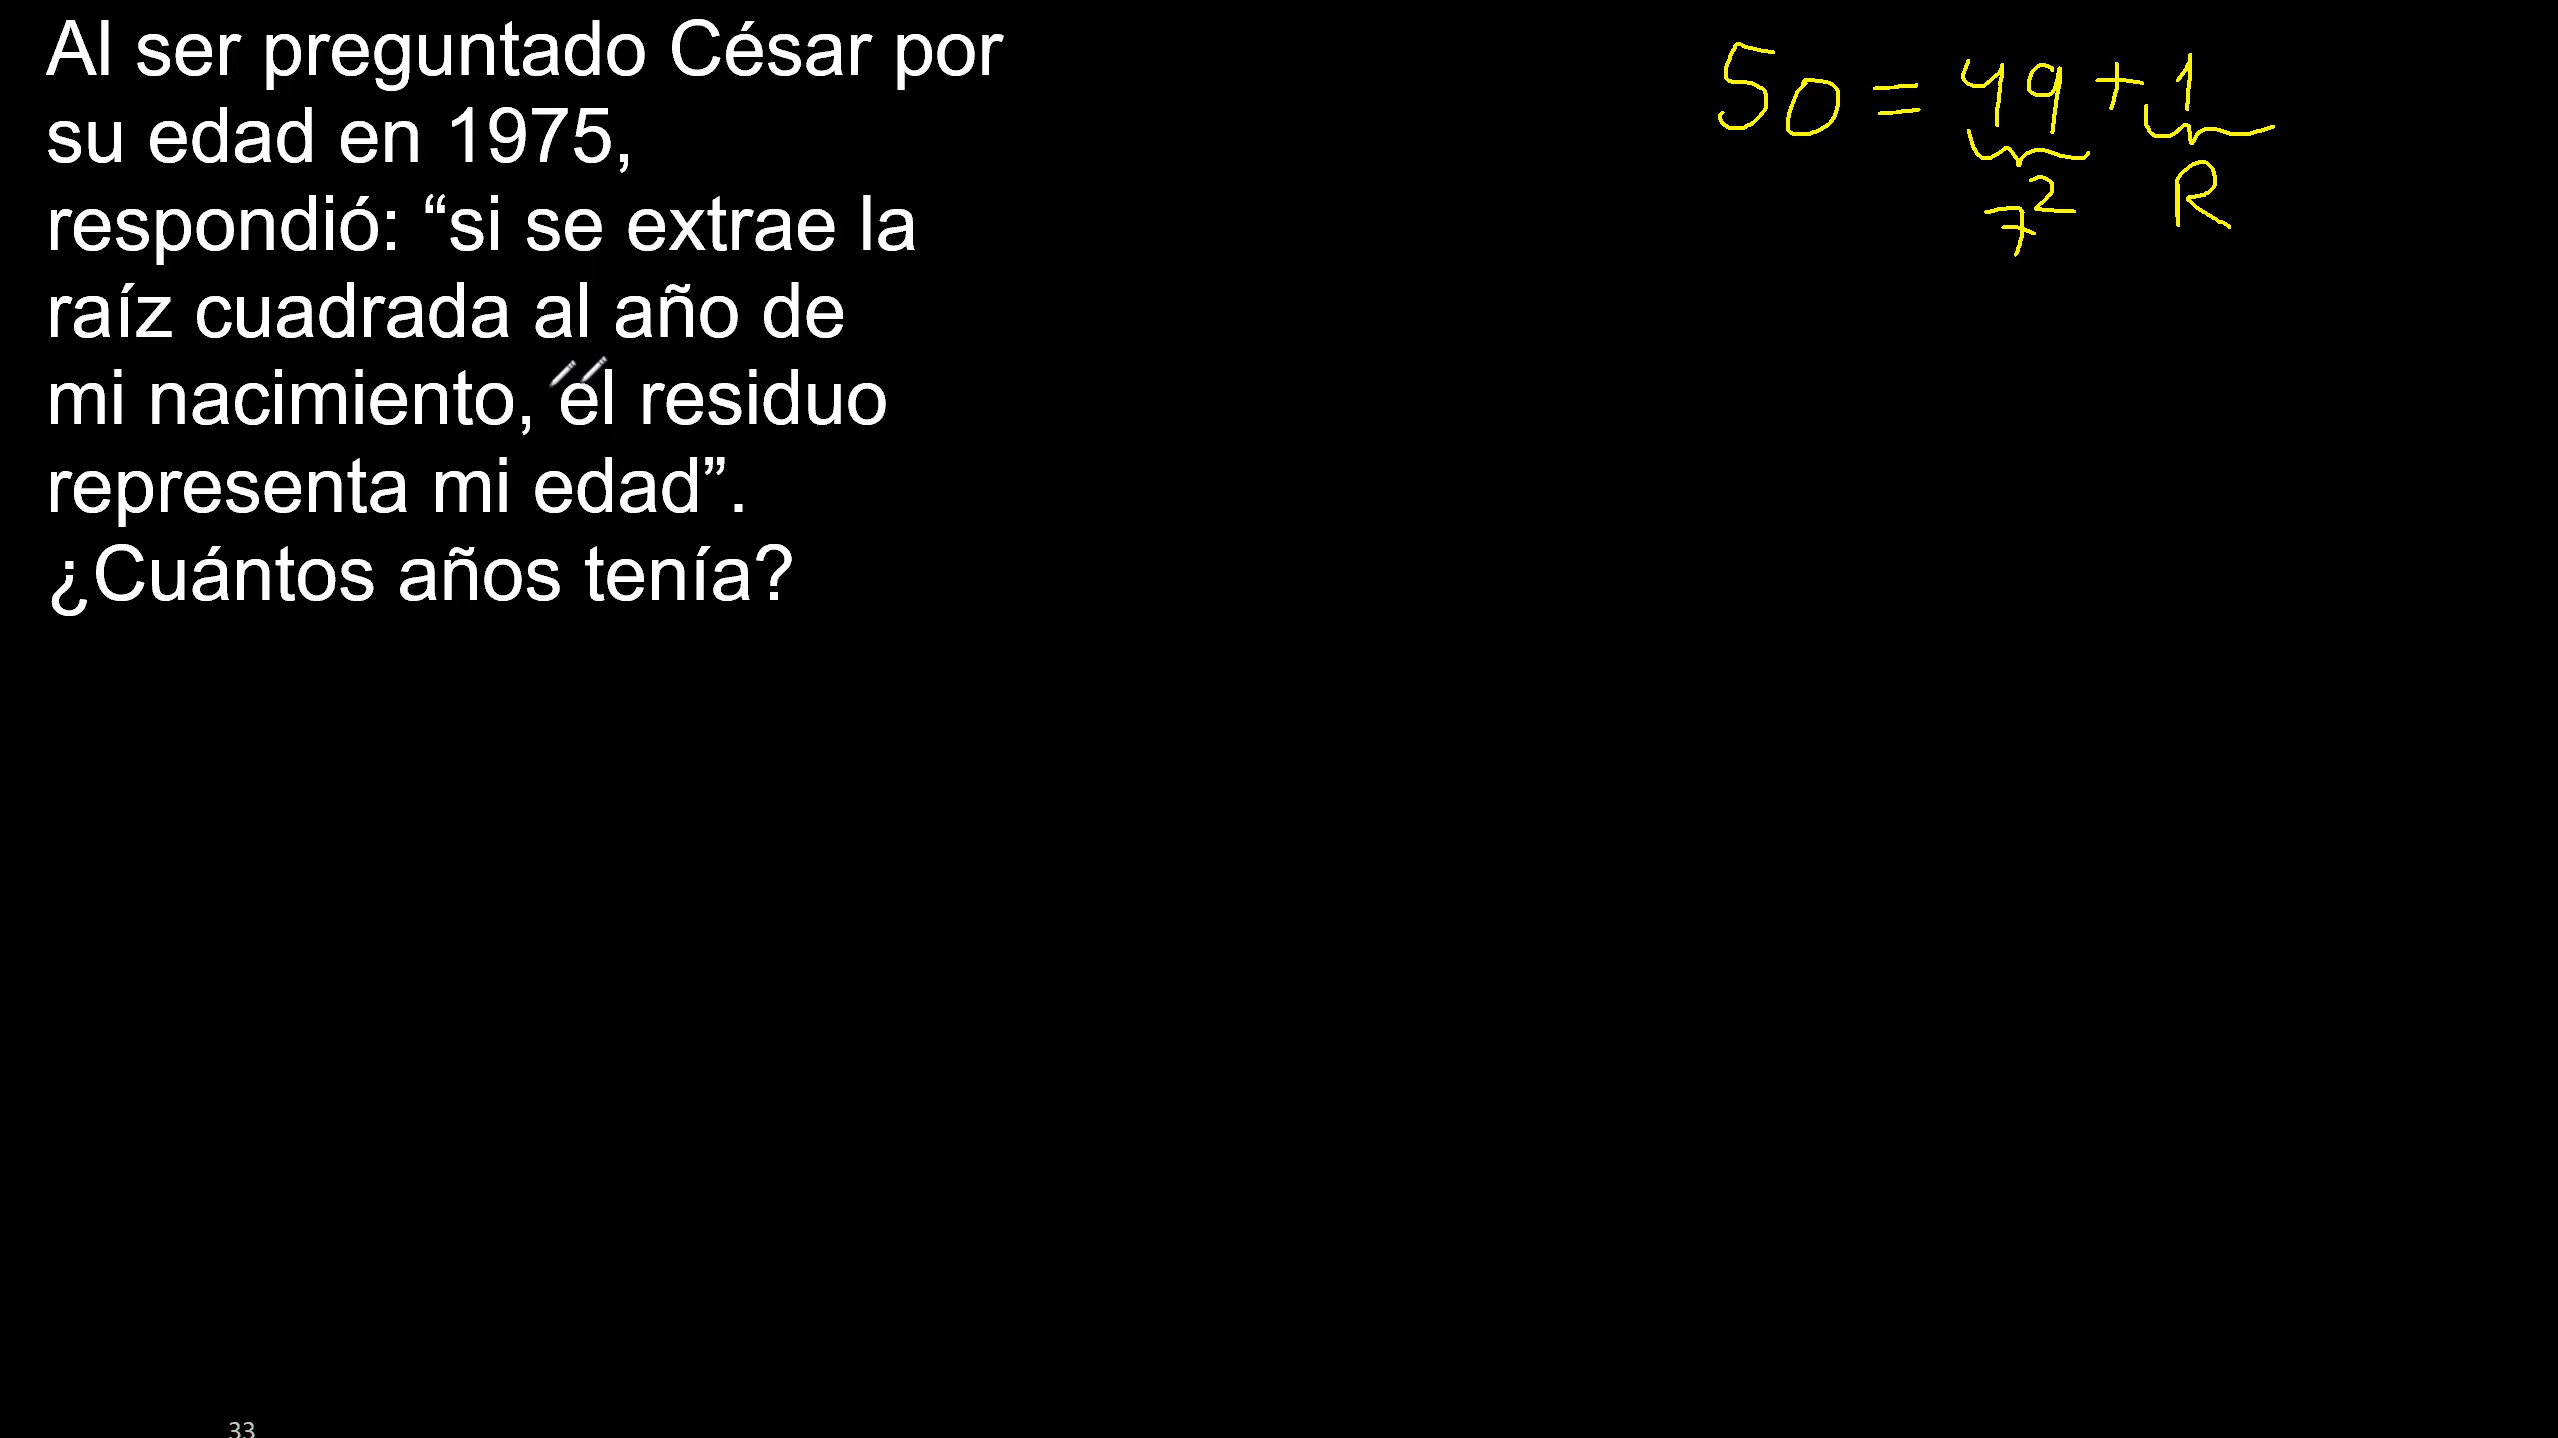 Al ser preguntado César por
su edad en 1975,
respondió: “si se extrae la
raíz cuadrada al año de
mi nacimiento, el residuo
representa mi edad”.
¿Cuántos años tenía?
50 = 49 + 1
7² R
33